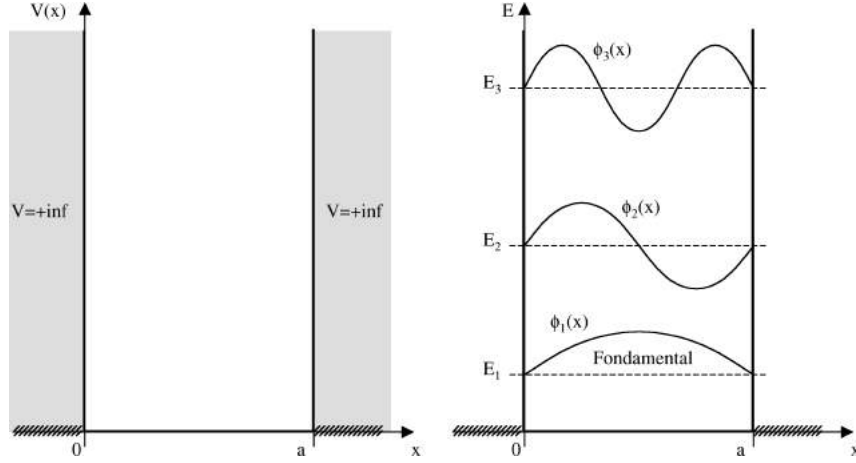 V(x)
V=+inf
V=+inf
0
a
x
E
ϕ₃(x)
E₃
ϕ₂(x)
E₂
ϕ₁(x)
Fondamental
E₁
0
a
x